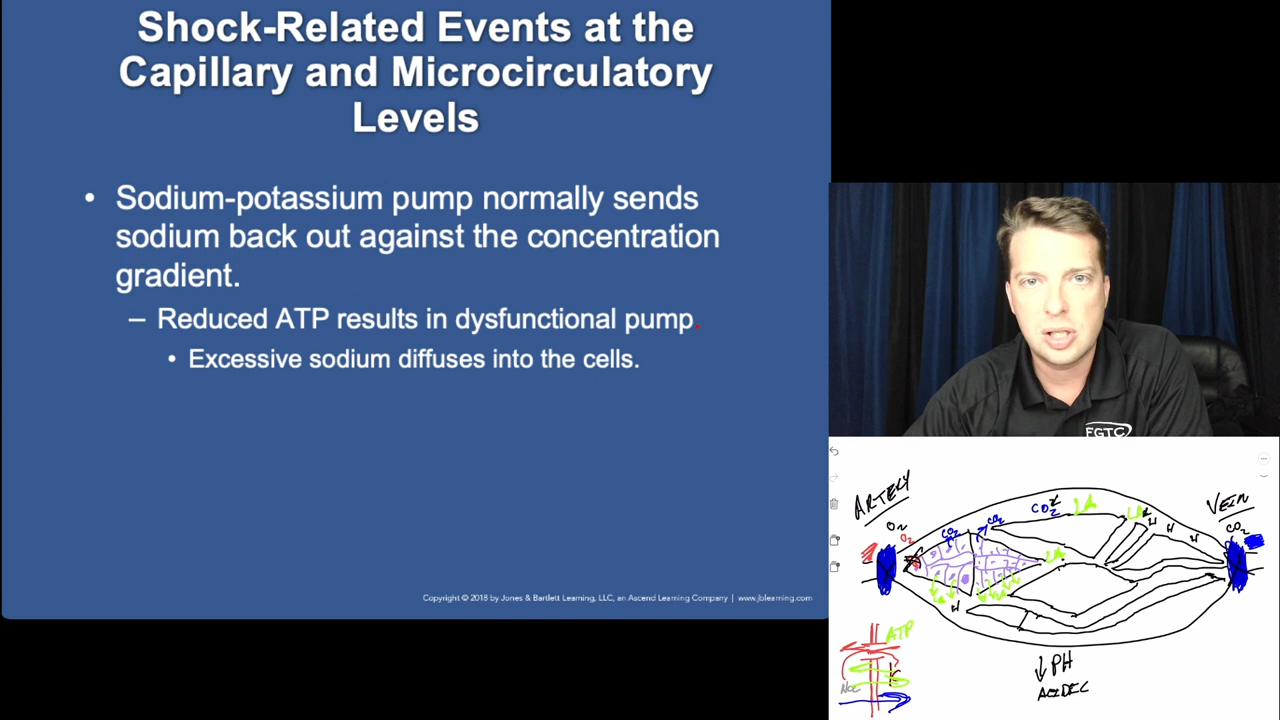 Shock-Related Events at the
Capillary and Microcirculatory
Levels
• Sodium-potassium pump normally sends
sodium back out against the concentration
gradient.
– Reduced ATP results in dysfunctional pump.
• Excessive sodium diffuses into the cells.
Copyright © 2018 by Jones & Bartlett Learning, LLC, an Ascend Learning Company | www.jblearning.com
FGTC
ARTERY
VEIN
O2
O2
CO2
CO2
CO2
LA
LA
H
H
H
CO2
LA
H
ATP
↓ PH